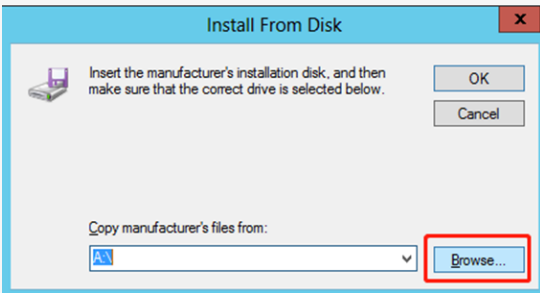 Install From Disk
x
Insert the manufacturer's installation disk, and then
make sure that the correct drive is selected below.
OK
Cancel
Copy manufacturer's files from:
A:\
Browse...